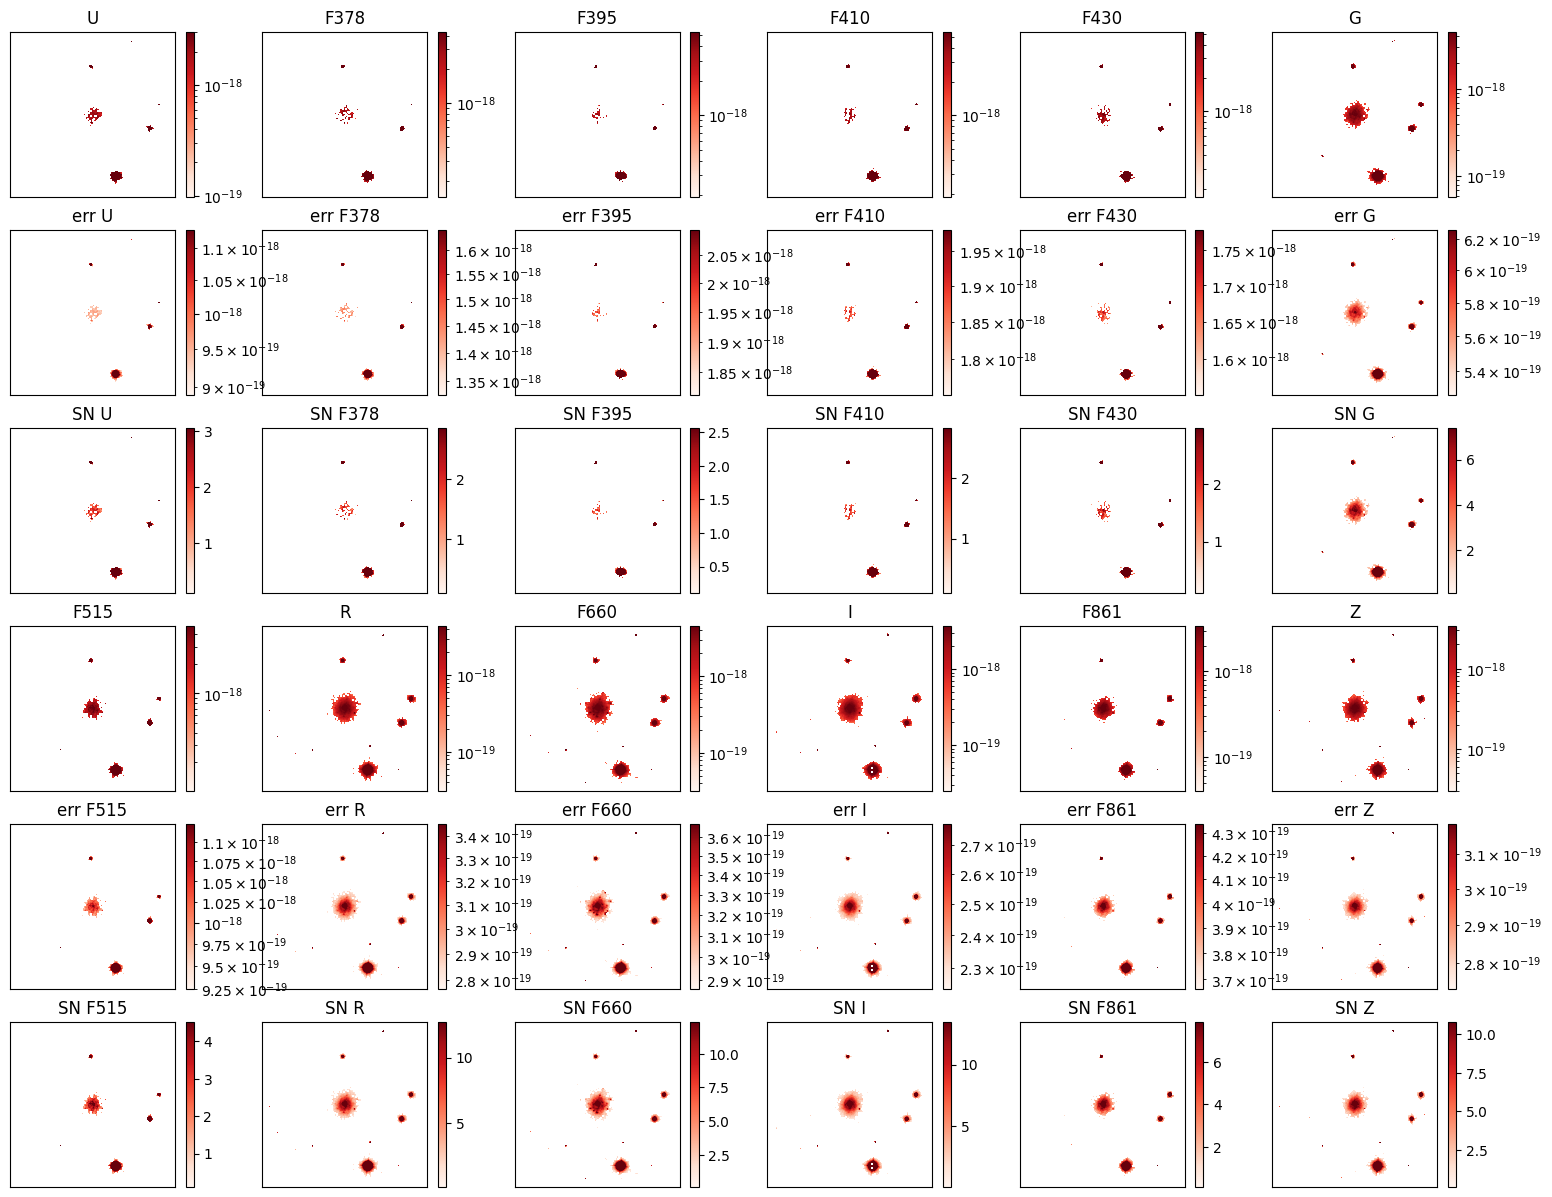 U F378 F395 F410 F430 G
10⁻¹⁸ 10⁻¹⁸ 10⁻¹⁸ 10⁻¹⁸ 10⁻¹⁸ 10⁻¹⁸
10⁻¹⁹ 10⁻¹⁹
err U err F378 err F395 err F410 err F430 err G
1.1 × 10⁻¹⁸ 1.05 × 10⁻¹⁸ 10⁻¹⁸ 9.5 × 10⁻¹⁹ 9 × 10⁻¹⁹
1.6 × 10⁻¹⁸ 1.55 × 10⁻¹⁸ 1.5 × 10⁻¹⁸ 1.45 × 10⁻¹⁸ 1.4 × 10⁻¹⁸ 1.35 × 10⁻¹⁸
2.05 × 10⁻¹⁸ 2 × 10⁻¹⁸ 1.95 × 10⁻¹⁸ 1.9 × 10⁻¹⁸ 1.85 × 10⁻¹⁸
1.95 × 10⁻¹⁸ 1.9 × 10⁻¹⁸ 1.85 × 10⁻¹⁸ 1.8 × 10⁻¹⁸
1.75 × 10⁻¹⁸ 1.7 × 10⁻¹⁸ 1.65 × 10⁻¹⁸ 1.6 × 10⁻¹⁸
6.2 × 10⁻¹⁹ 6 × 10⁻¹⁹ 5.8 × 10⁻¹⁹ 5.6 × 10⁻¹⁹ 5.4 × 10⁻¹⁹
SN U SN F378 SN F395 SN F410 SN F430 SN G
3 2 1
2 1
2.5 2.0 1.5 1.0 0.5
2 1
2 1
6 4 2
F515 R F660 I F861 Z
10⁻¹⁸ 10⁻¹⁸ 10⁻¹⁸ 10⁻¹⁸ 10⁻¹⁸ 10⁻¹⁸
10⁻¹⁹ 10⁻¹⁹ 10⁻¹⁹ 10⁻¹⁹ 10⁻¹⁹
err F515 err R err F660 err I err F861 err Z
1.1 × 10⁻¹⁸ 1.075 × 10⁻¹⁸ 1.05 × 10⁻¹⁸ 1.025 × 10⁻¹⁸ 10⁻¹⁸ 9.75 × 10⁻¹⁹ 9.5 × 10⁻¹⁹ 9.25 × 10⁻¹⁹
3.4 × 10⁻¹⁹ 3.3 × 10⁻¹⁹ 3.2 × 10⁻¹⁹ 3.1 × 10⁻¹⁹ 3 × 10⁻¹⁹ 2.9 × 10⁻¹⁹ 2.8 × 10⁻¹⁹
3.6 × 10⁻¹⁹ 3.5 × 10⁻¹⁹ 3.4 × 10⁻¹⁹ 3.3 × 10⁻¹⁹ 3.2 × 10⁻¹⁹ 3.1 × 10⁻¹⁹ 3 × 10⁻¹⁹ 2.9 × 10⁻¹⁹
2.7 × 10⁻¹⁹ 2.6 × 10⁻¹⁹ 2.5 × 10⁻¹⁹ 2.4 × 10⁻¹⁹ 2.3 × 10⁻¹⁹
4.3 × 10⁻¹⁹ 4.2 × 10⁻¹⁹ 4.1 × 10⁻¹⁹ 4 × 10⁻¹⁹ 3.9 × 10⁻¹⁹ 3.8 × 10⁻¹⁹ 3.7 × 10⁻¹⁹
3.1 × 10⁻¹⁹ 3 × 10⁻¹⁹ 2.9 × 10⁻¹⁹ 2.8 × 10⁻¹⁹
SN F515 SN R SN F660 SN I SN F861 SN Z
4 3 2 1
10 5
10.0 7.5 5.0 2.5
10 5
6 4 2
10.0 7.5 5.0 2.5